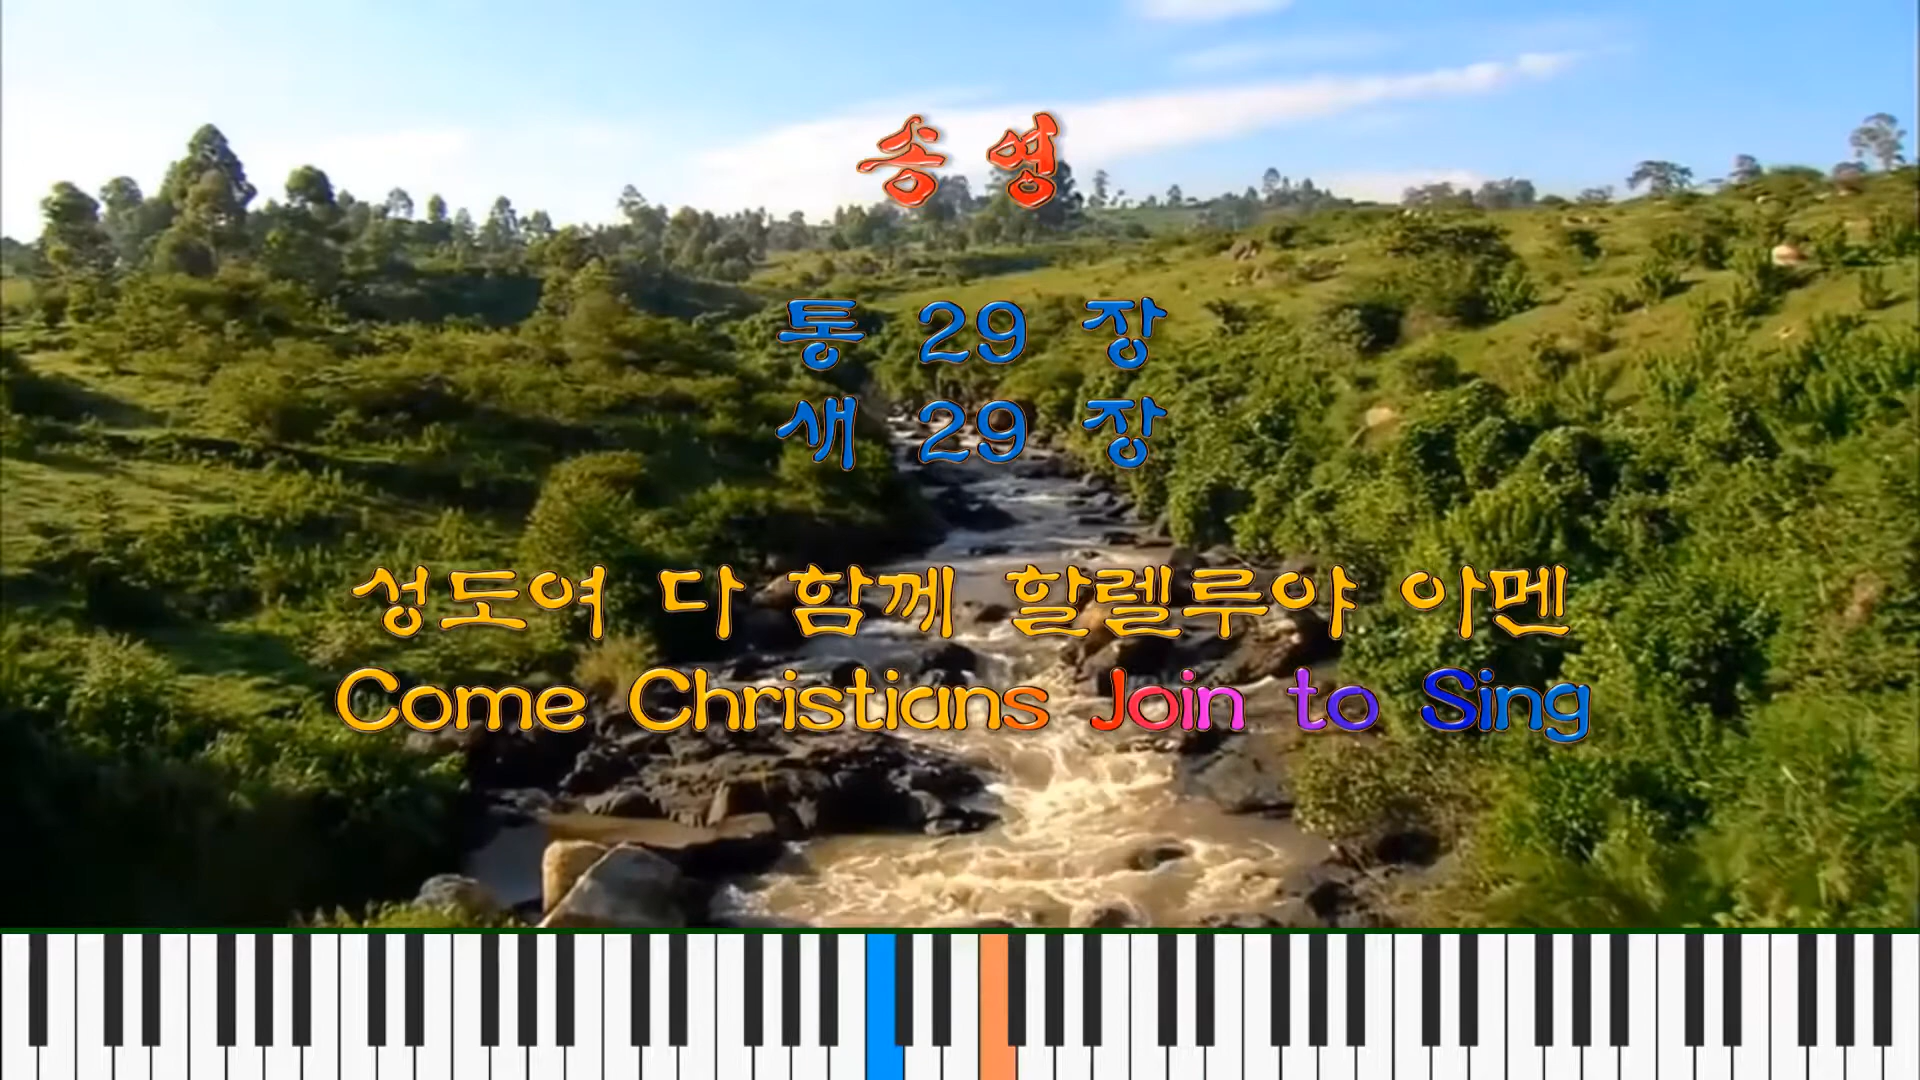 송 영
통 29 장
새 29 장
성도여 다 함께 할렐루야 아멘
Come Christians Join to Sing